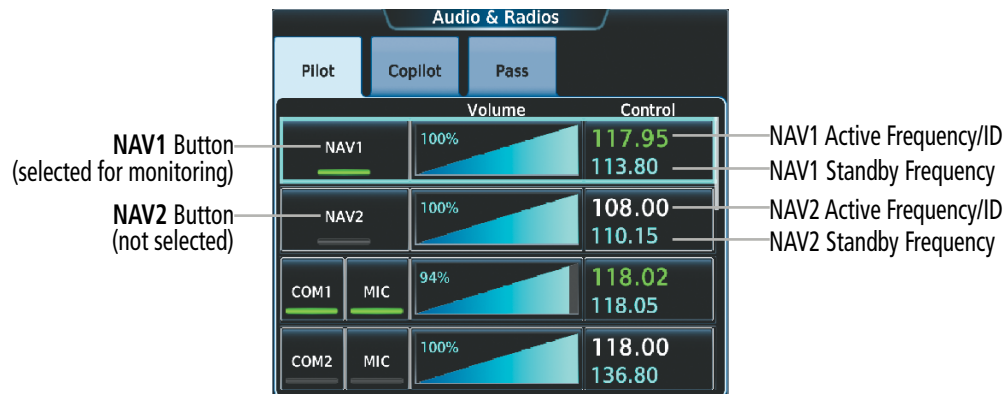 Audio & Radios
Pilot Copilot Pass
Volume Control
NAV1 Button
(selected for monitoring)
NAV1 100% 117.95
113.80
NAV1 Active Frequency/ID
NAV1 Standby Frequency
NAV2 Button
(not selected)
NAV2 100% 108.00
110.15
NAV2 Active Frequency/ID
NAV2 Standby Frequency
COM1 MIC 94% 118.02
118.05
COM2 MIC 100% 118.00
136.80